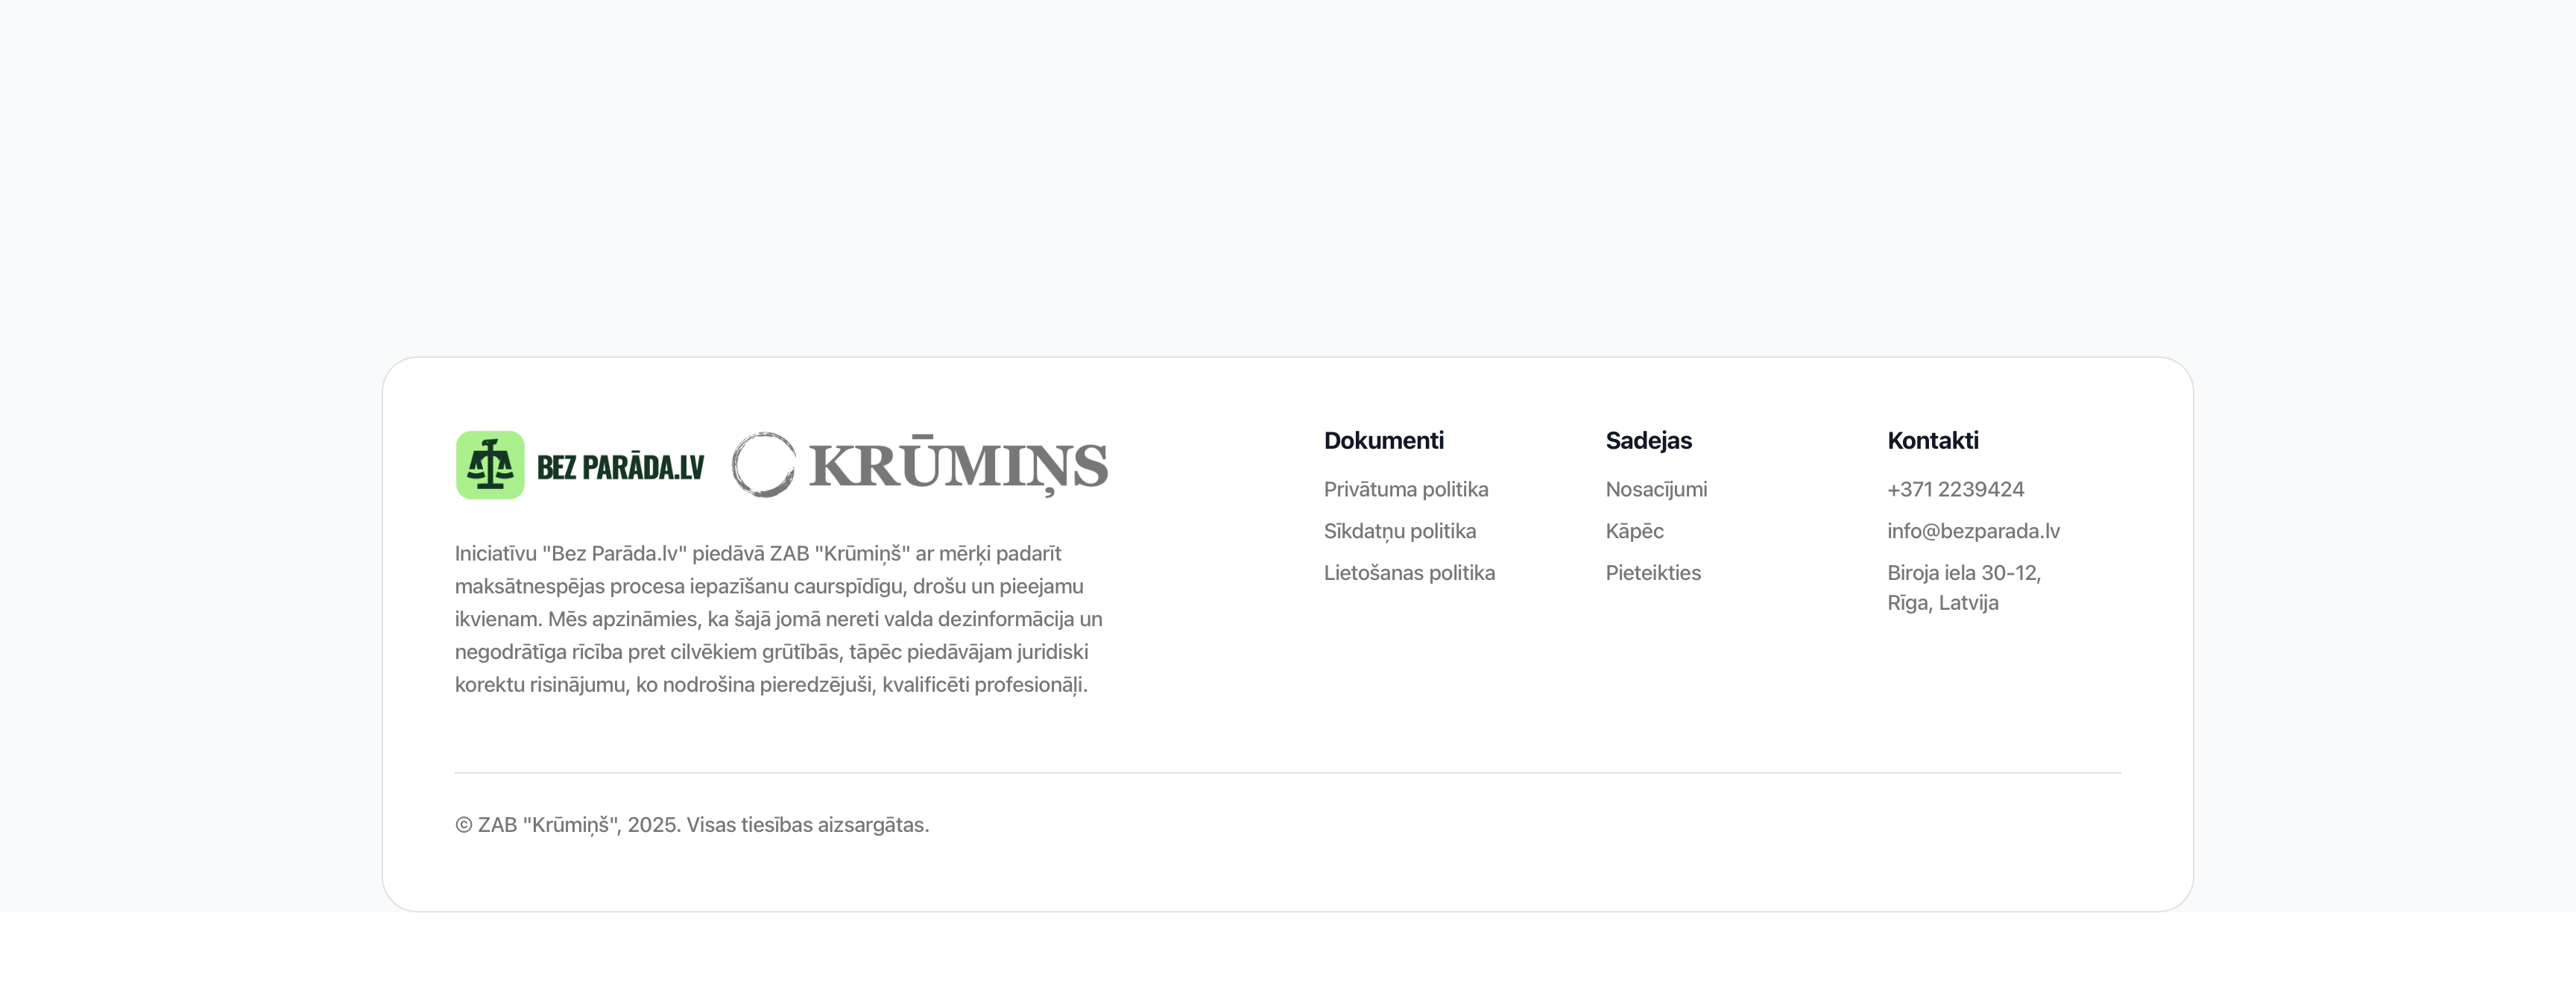 BEZ PARĀDA.LV
KRŪMIŅS
Iniciatīvu "Bez Parāda.lv" piedāvā ZAB "Krūmiņš" ar mērķi padarīt
maksātnespējas procesa iepazīšanu caurspīdīgu, drošu un pieejamu
ikvienam. Mēs apzināmies, ka šajā jomā nereti valda dezinformācija un
negodrātīga rīcība pret cilvēkiem grūtībās, tāpēc piedāvājam juridiski
korektu risinājumu, ko nodrošina pieredzējuši, kvalificēti profesionāļi.
Dokumenti
Privātuma politika
Sīkdatņu politika
Lietošanas politika
Sadejas
Nosacījumi
Kāpēc
Pieteikties
Kontakti
+371 2239424
info@bezparada.lv
Biroja iela 30-12,
Rīga, Latvija
© ZAB "Krūmiņš", 2025. Visas tiesības aizsargātas.